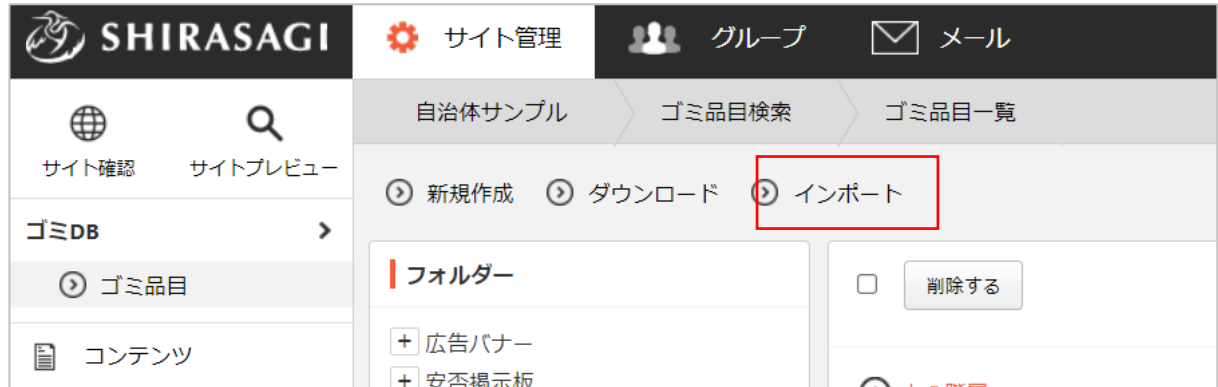 SHIRASAGI
サイト管理
グループ
メール
サイト確認
サイトプレビュー
自治体サンプル
ゴミ品目検索
ゴミ品目一覧
新規作成
ダウンロード
インポート
ゴミDB
ゴミ品目
コンテンツ
フォルダー
広告バナー
安否掲示板
削除する